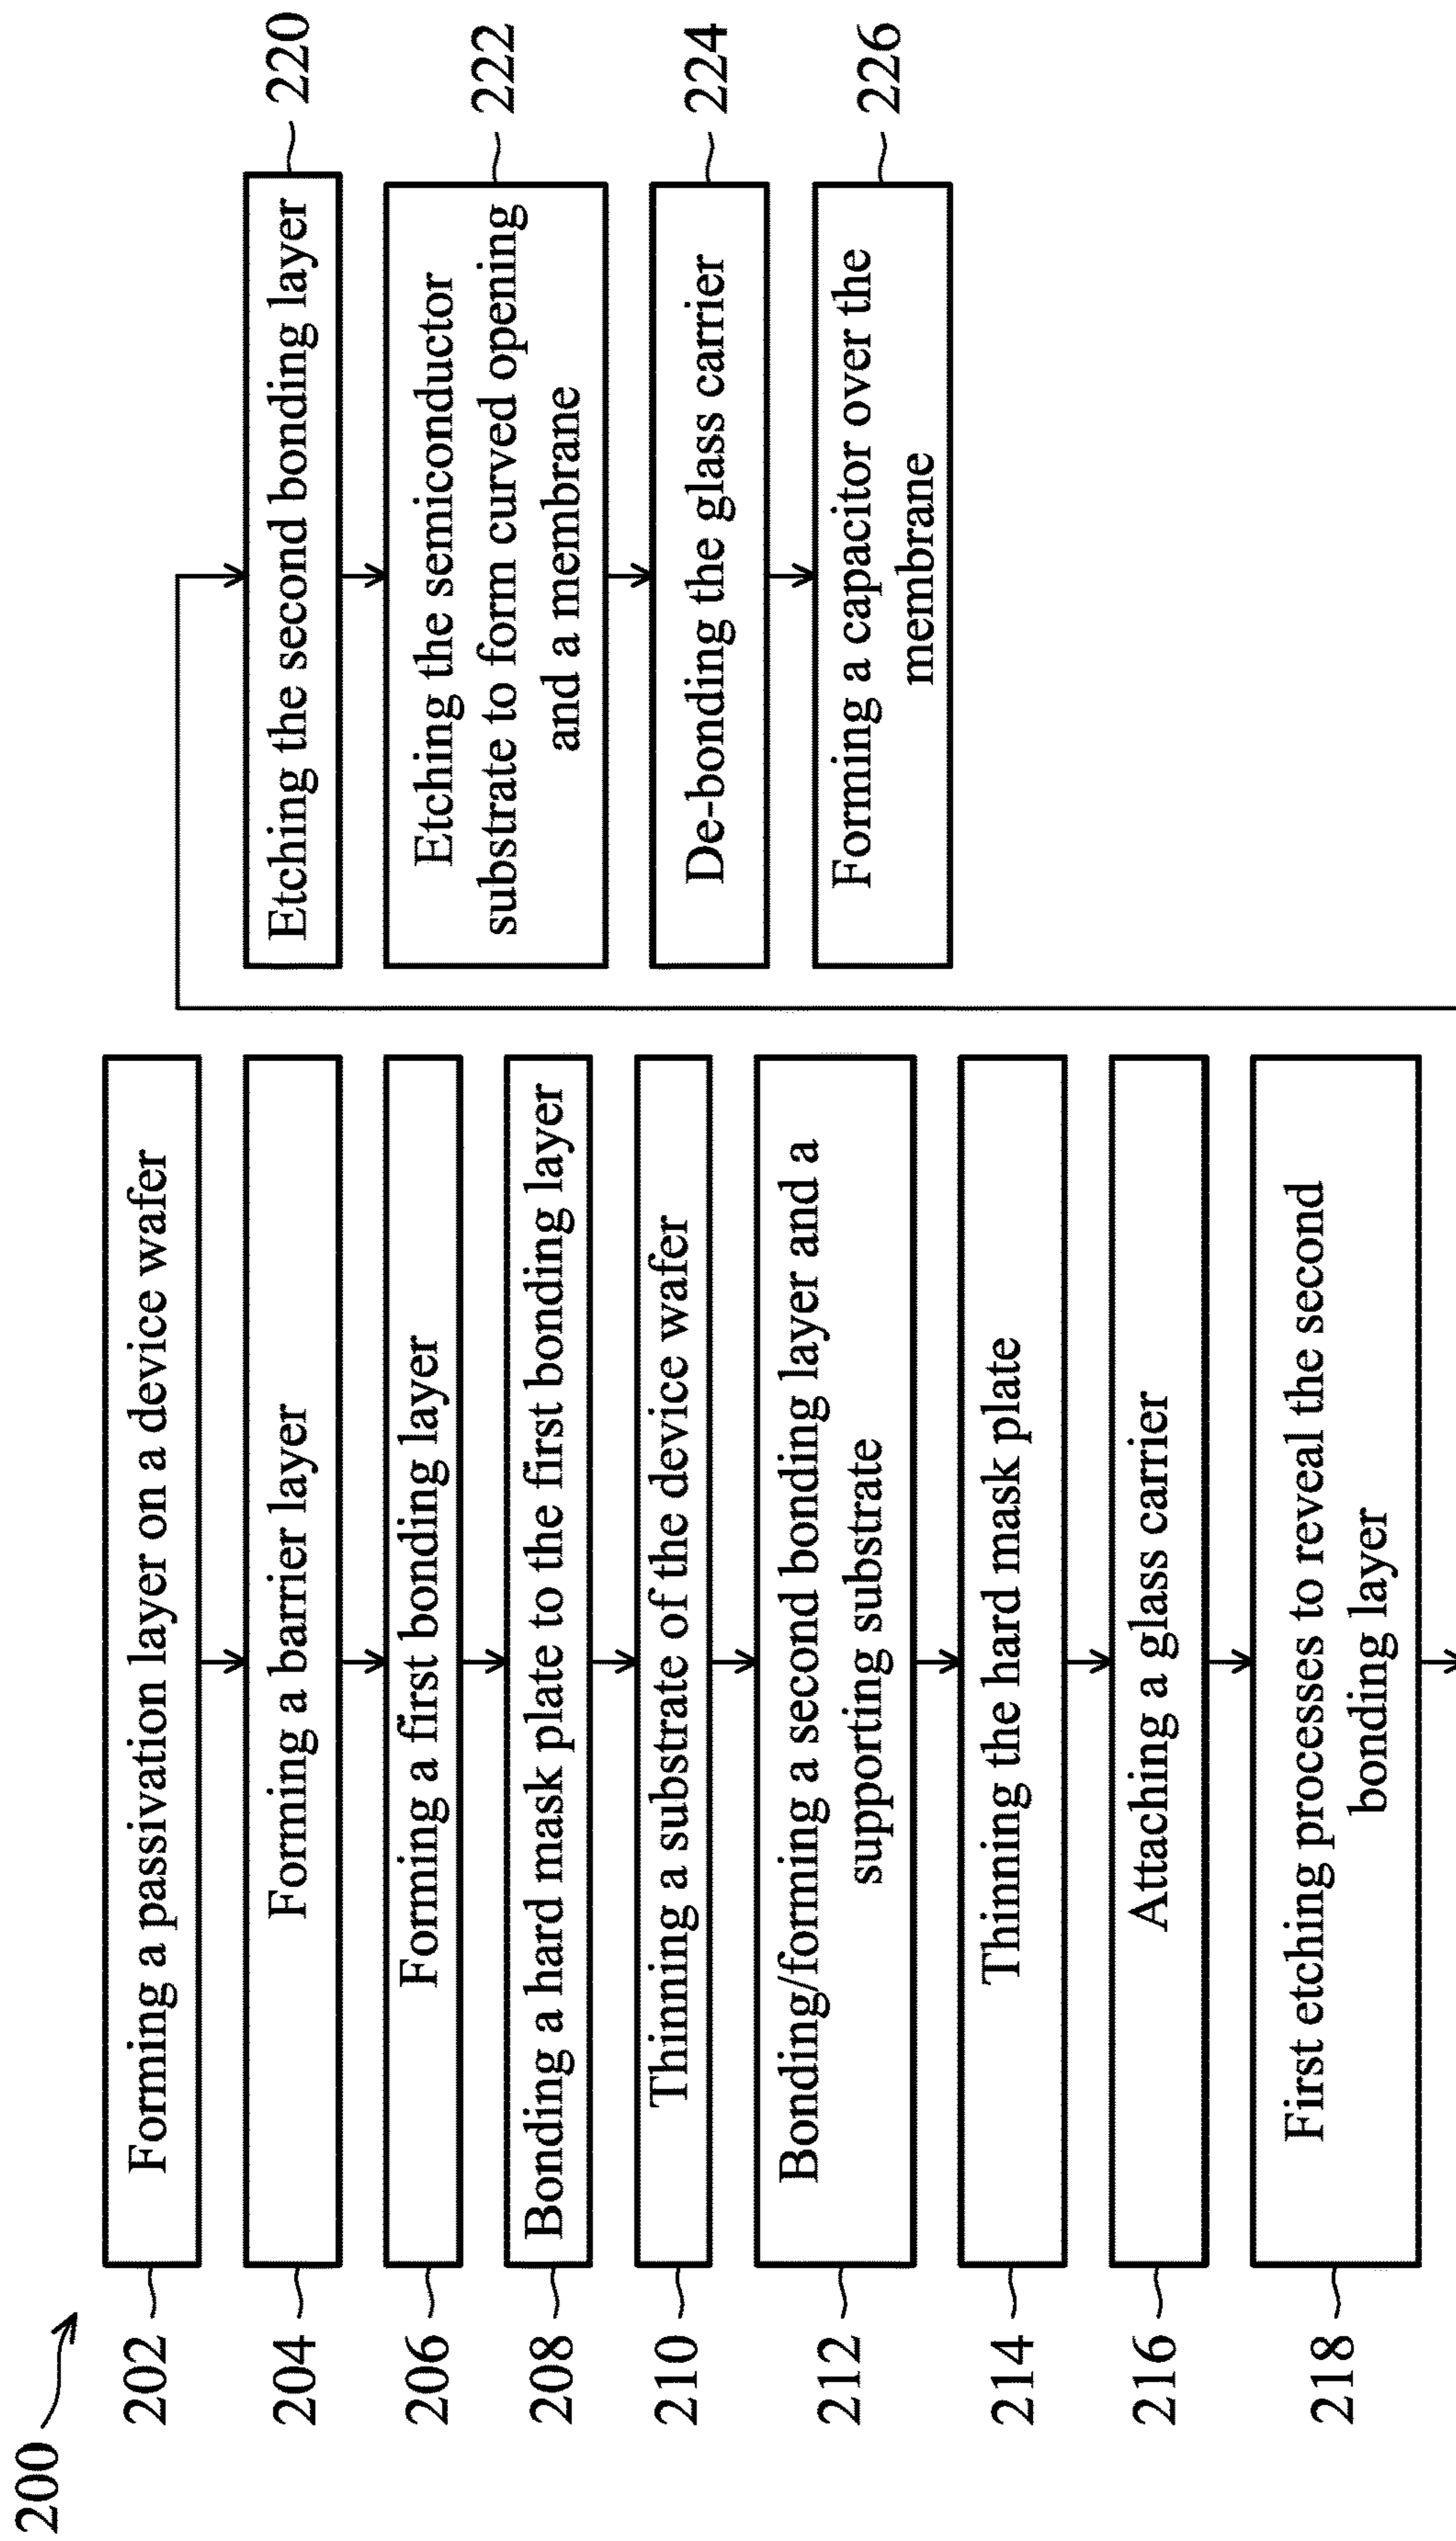 200
202
Forming a passivation layer on a device wafer
204
Forming a barrier layer
206
Forming a first bonding layer
208
Bonding a hard mask plate to the first bonding layer
210
Thinning a substrate of the device wafer
212
Bonding/forming a second bonding layer and a
supporting substrate
214
Thinning the hard mask plate
216
Attaching a glass carrier
218
First etching processes to reveal the second
bonding layer
Etching the second bonding layer
220
Etching the semiconductor
substrate to form curved opening
and a membrane
222
De-bonding the glass carrier
224
Forming a capacitor over the
membrane
226